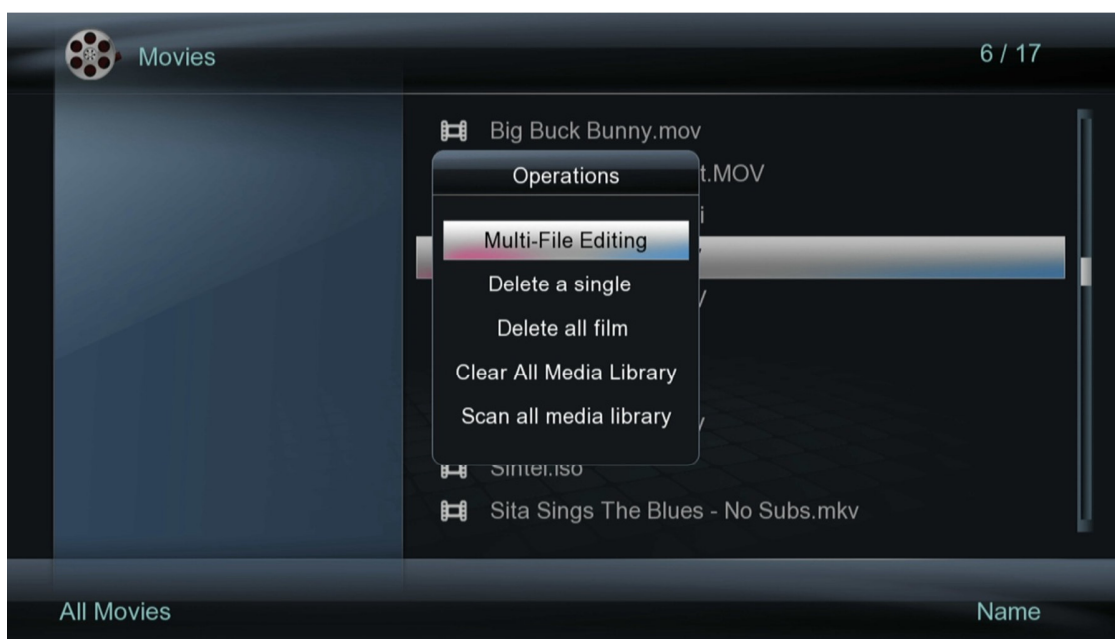 Movies
6 / 17
Big Buck Bunny.mov
t.MOV
i
Operations
Multi-File Editing
Delete a single
Delete all film
Clear All Media Library
Scan all media library
Sintel.iso
Sita Sings The Blues - No Subs.mkv
All Movies
Name